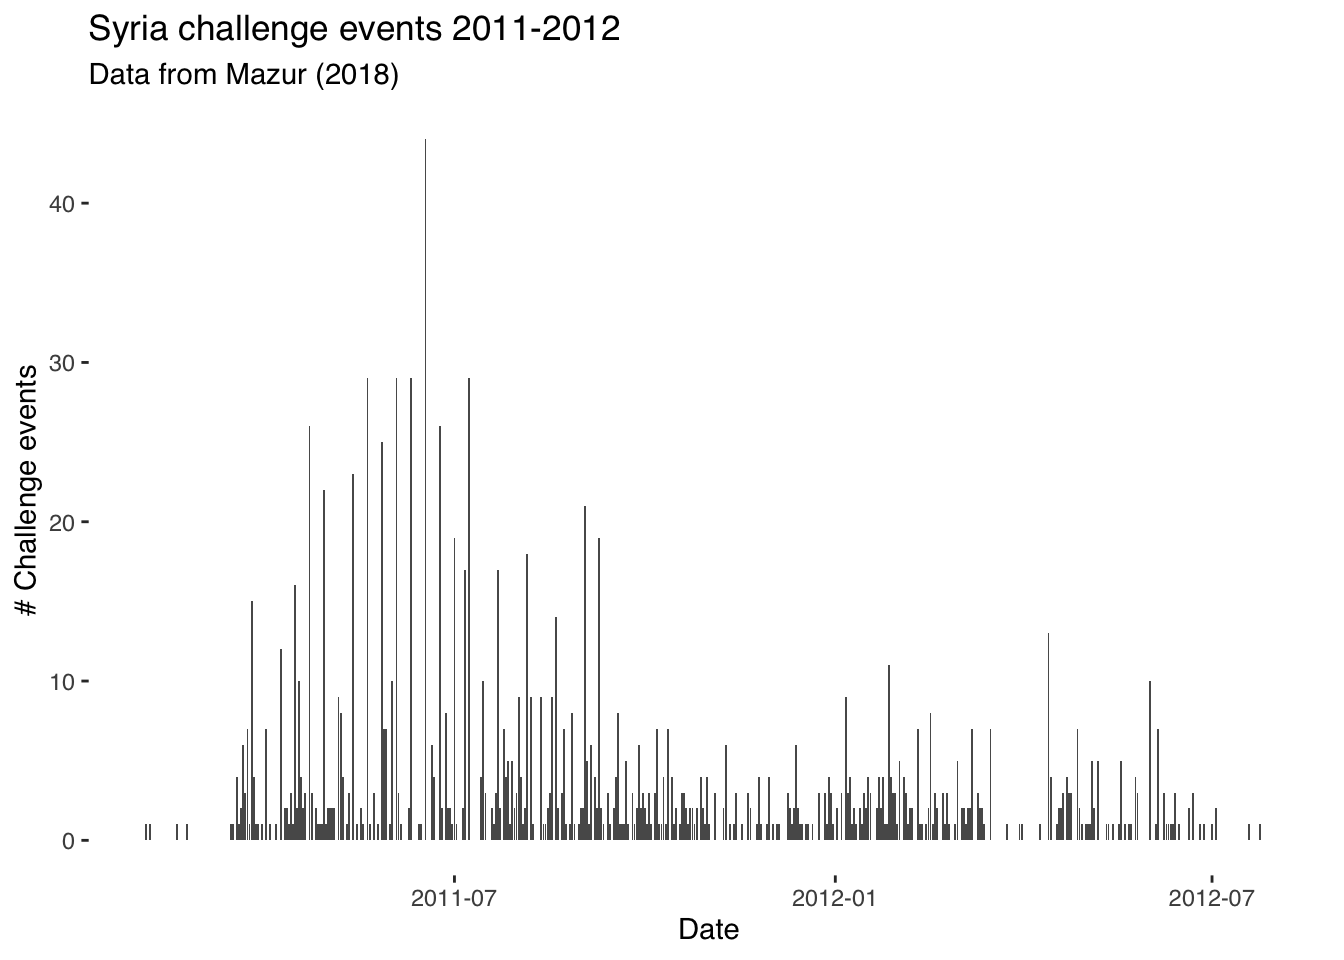 Syria challenge events 2011-2012
Data from Mazur (2018)
# Challenge events
40
30
20
10
0
2011-07
2012-01
2012-07
Date